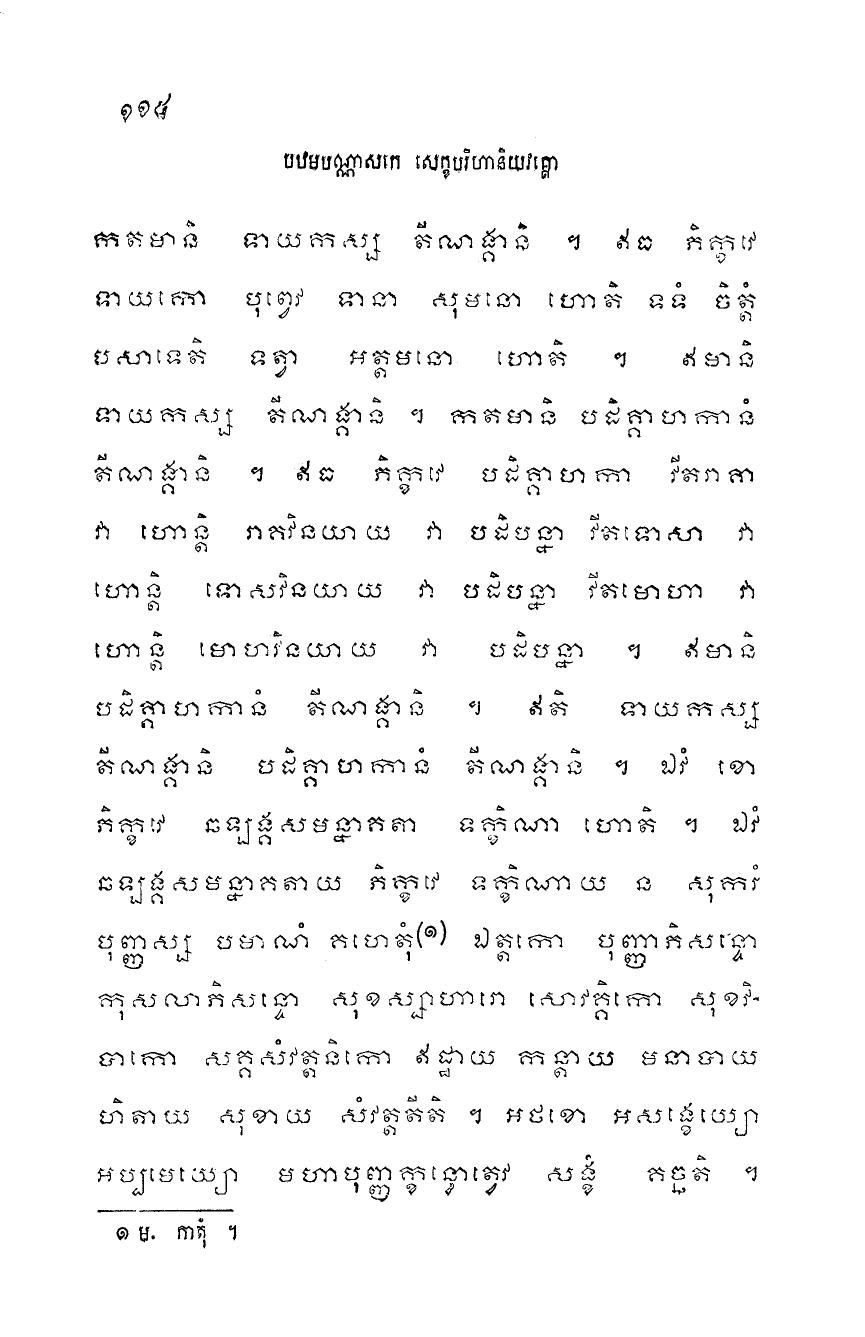 ១១៥
បឋមបណ្ណាសកេ សេក្ខបរិហានិយវគ្គោ
កតមានិ ទាយកស្ស តីណង្គានិ ។ ឥធ ភិក្ខវេ
ទាយកោ បុព្វេវ ទានា សុមនោ ហោតិ ទទំ ចិត្តំ
បសាទេតិ ទត្វា អត្តមនោ ហោតិ ។ ឥមានិ
ទាយកស្ស តីណង្គានិ ។ កតមានិ បដិគ្គាហកានំ
តីណង្គានិ ។ ឥធ ភិក្ខវេ បដិគ្គាហកា វីតរាគា
វា ហោន្តិ រាគវិនយាយ វា បដិបន្នា វីតទោសា វា
ហោន្តិ ទោសវិនយាយ វា បដិបន្នា វីតមោហា វា
ហោន្តិ មោហវិនយាយ វា បដិបន្នា ។ ឥមានិ
បដិគ្គាហកានំ តីណង្គានិ ។ ឥតិ ទាយកស្ស
តីណង្គានិ បដិគ្គាហកានំ តីណង្គានិ ។ ឯវំ ខោ
ភិក្ខវេ ឆឡង្គសមន្នាគតា ទក្ខិណា ហោតិ ។ ឯវំ
ឆឡង្គសមន្នាគតាយ ភិក្ខវេ ទក្ខិណាយ ន សុករំ
បុញ្ញស្ស បមាណំ គហេតុំ(១) ឯត្តកោ បុញ្ញាភិសន្ទោ
កុសលាភិសន្ទោ សុខស្សាហារោ សោវគ្គិកោ សុខវិ-
បាកោ សគ្គសំវត្តនិកោ ឥដ្ឋាយ កន្តាយ មនាបាយ
ហិតាយ សុខាយ សំវត្តតីតិ ។ អថខោ អសង្ខេយ្យោ
អប្បមេយ្យោ មហាបុញ្ញក្ខន្ធោត្វេវ សង្ខំ គច្ឆតិ ។
១ ម. កាតុំ ។